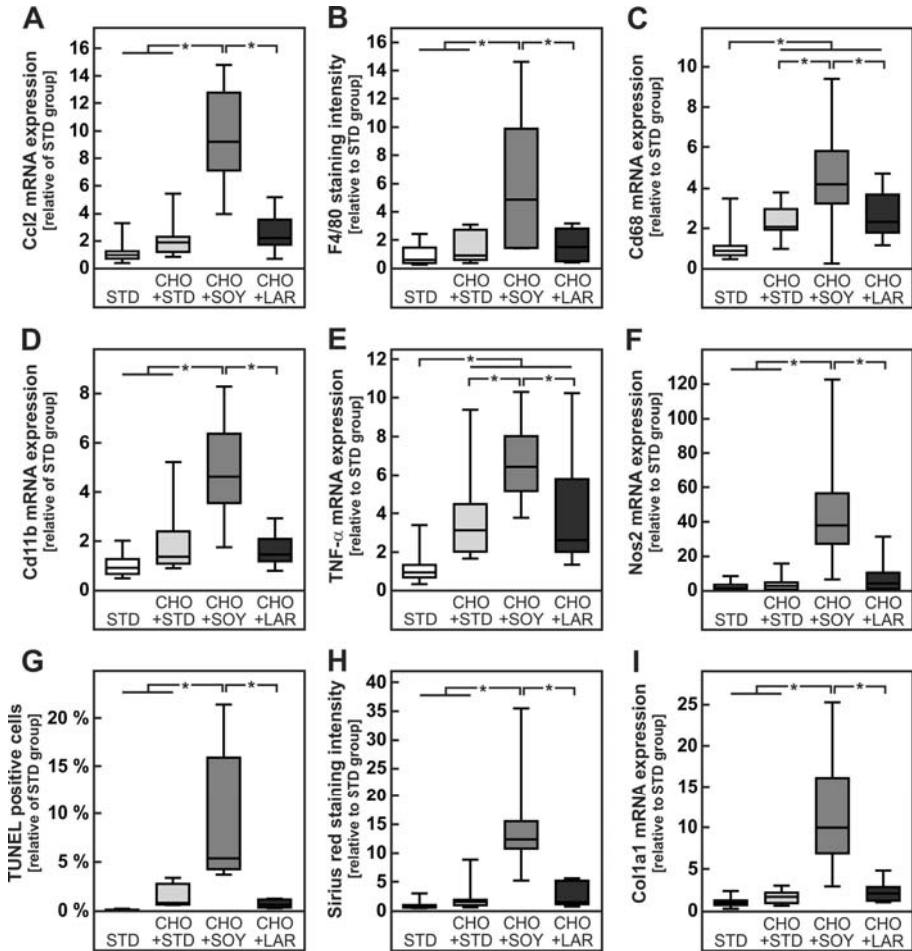 A
Ccl2 mRNA expression
[relative of STD group]
16
14
12
10
8
6
4
2
0
*
*
STD
CHO +STD
CHO +SOY
CHO +LAR
B
F4/80 staining intensity
[relative to STD group]
16
14
12
10
8
6
4
2
0
*
*
STD
CHO +STD
CHO +SOY
CHO +LAR
C
Cd68 mRNA expression
[relative to STD group]
10
8
6
4
2
0
*
*
*
STD
CHO +STD
CHO +SOY
CHO +LAR
D
Cd11b mRNA expression
[relative of STD group]
8
6
4
2
0
*
*
STD
CHO +STD
CHO +SOY
CHO +LAR
E
TNF-α mRNA expression
[relative to STD group]
12
10
8
6
4
2
0
*
*
*
STD
CHO +STD
CHO +SOY
CHO +LAR
F
Nos2 mRNA expression
[relative to STD group]
120
100
80
60
40
20
0
*
*
STD
CHO +STD
CHO +SOY
CHO +LAR
G
TUNEL positive cells
[relative of STD group]
20 %
15 %
10 %
5 %
0 %
*
*
STD
CHO +STD
CHO +SOY
CHO +LAR
H
Sirius red staining intensity
[relative to STD group]
40
35
30
25
20
15
10
5
0
*
*
STD
CHO +STD
CHO +SOY
CHO +LAR
I
Col1a1 mRNA expression
[relative to STD group]
25
20
15
10
5
0
*
*
STD
CHO +STD
CHO +SOY
CHO +LAR